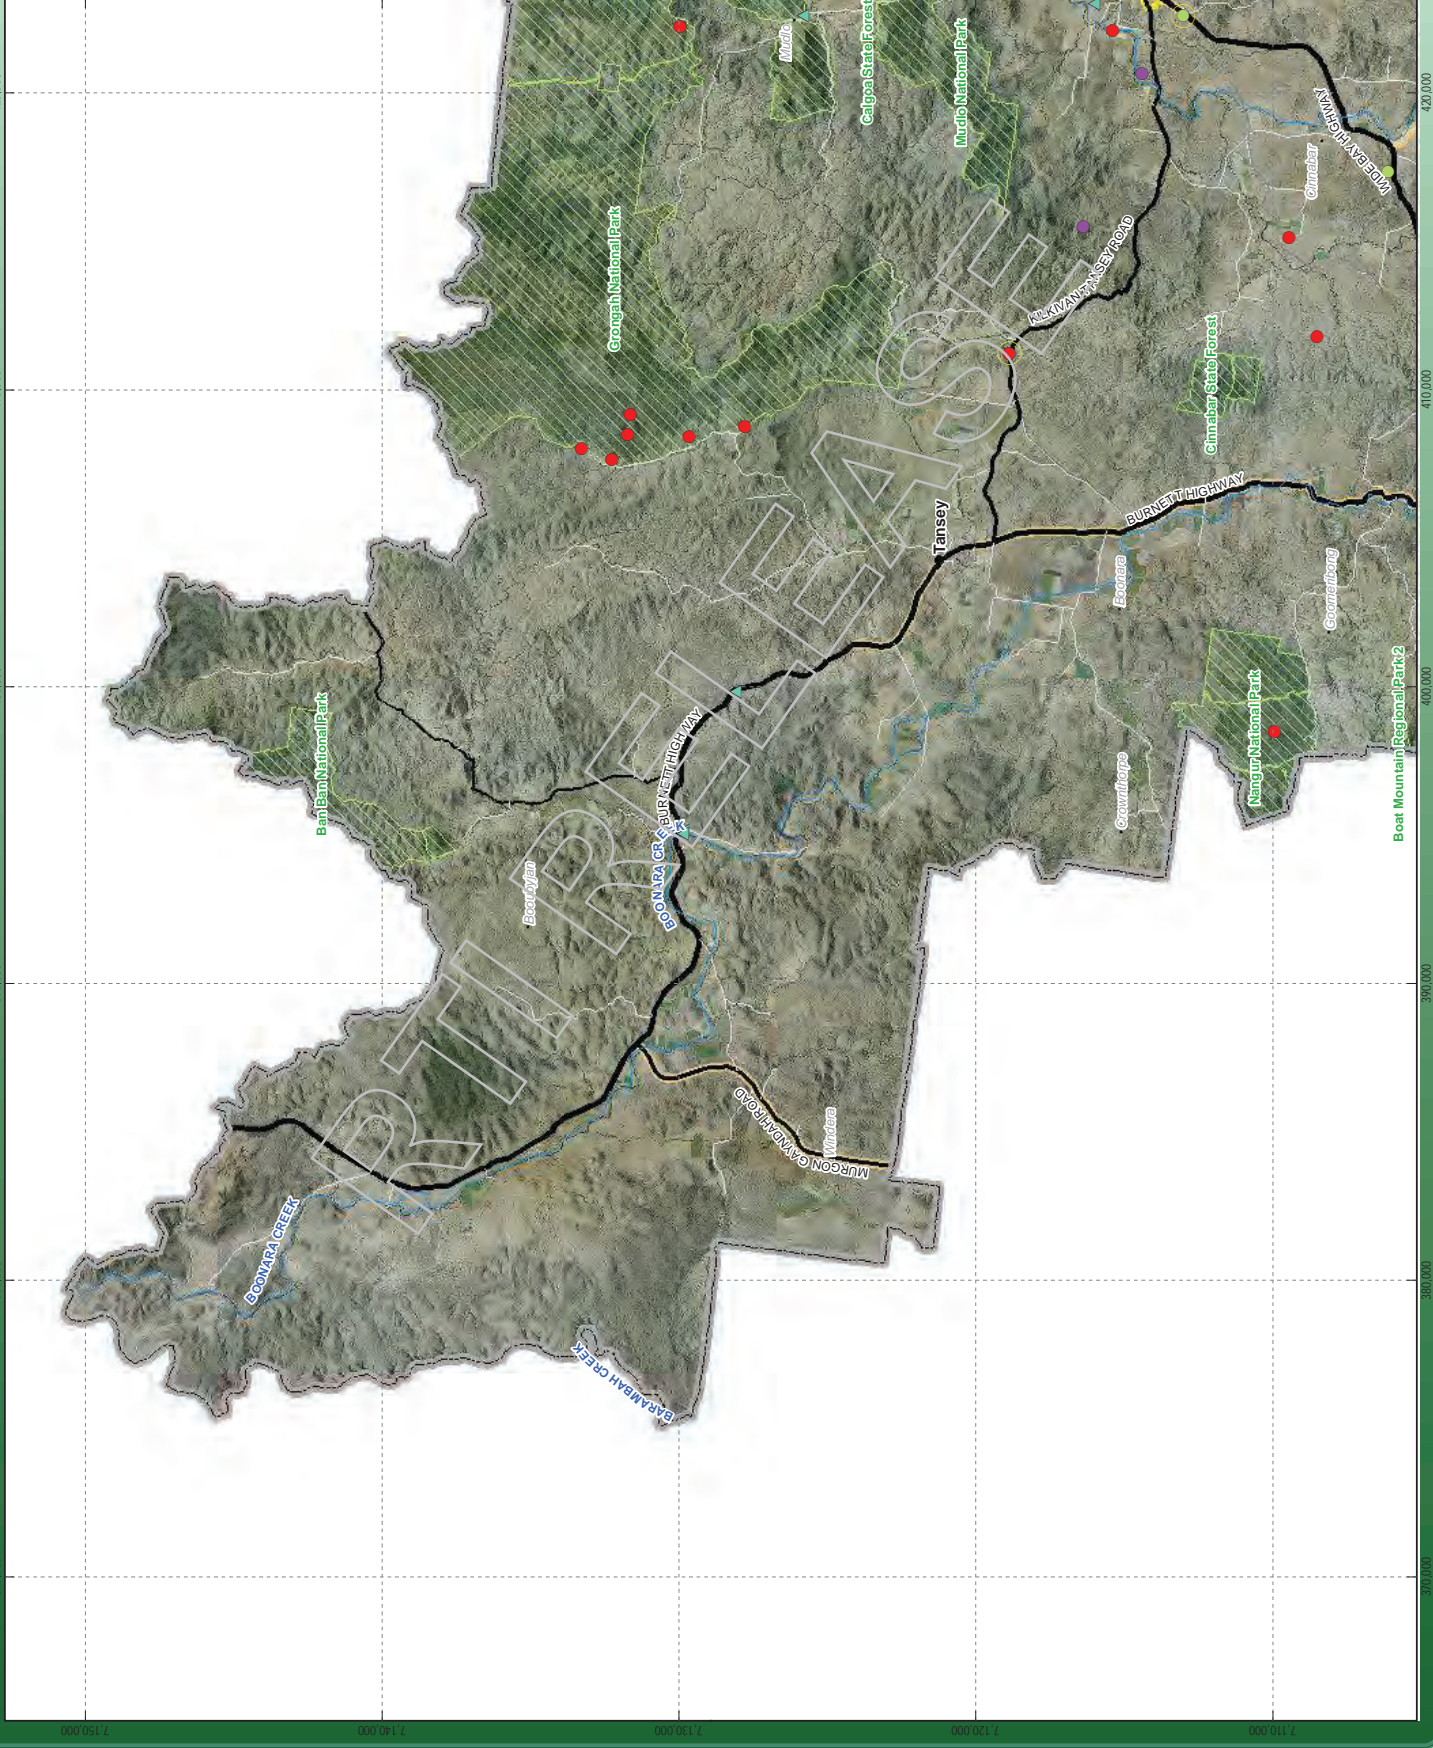 Mudlo
Calgoa State Forest
Mudlo National Park
420,000
WIDE BAY HIGHWAY
Cinnabar
Grongah National Park
KILKIVAN TANSEY ROAD
Cinnabar State Forest
410,000
BURNETT HIGHWAY
Tansey
Boonara
Goomeribong
400,000
Ban Ban National Park
BURNETT HIGHWAY
Nangur National Park
Boat Mountain Regional Park 2
Crownthorpe
BOONARA CREEK
Booubyjan
390,000
MURGON GAYNDAH ROAD
Windera
BOONARA CREEK
380,000
BARAMBAH CREEK
370,000
RTI RELEASE
7,150,000
7,140,000
7,130,000
7,120,000
7,110,000